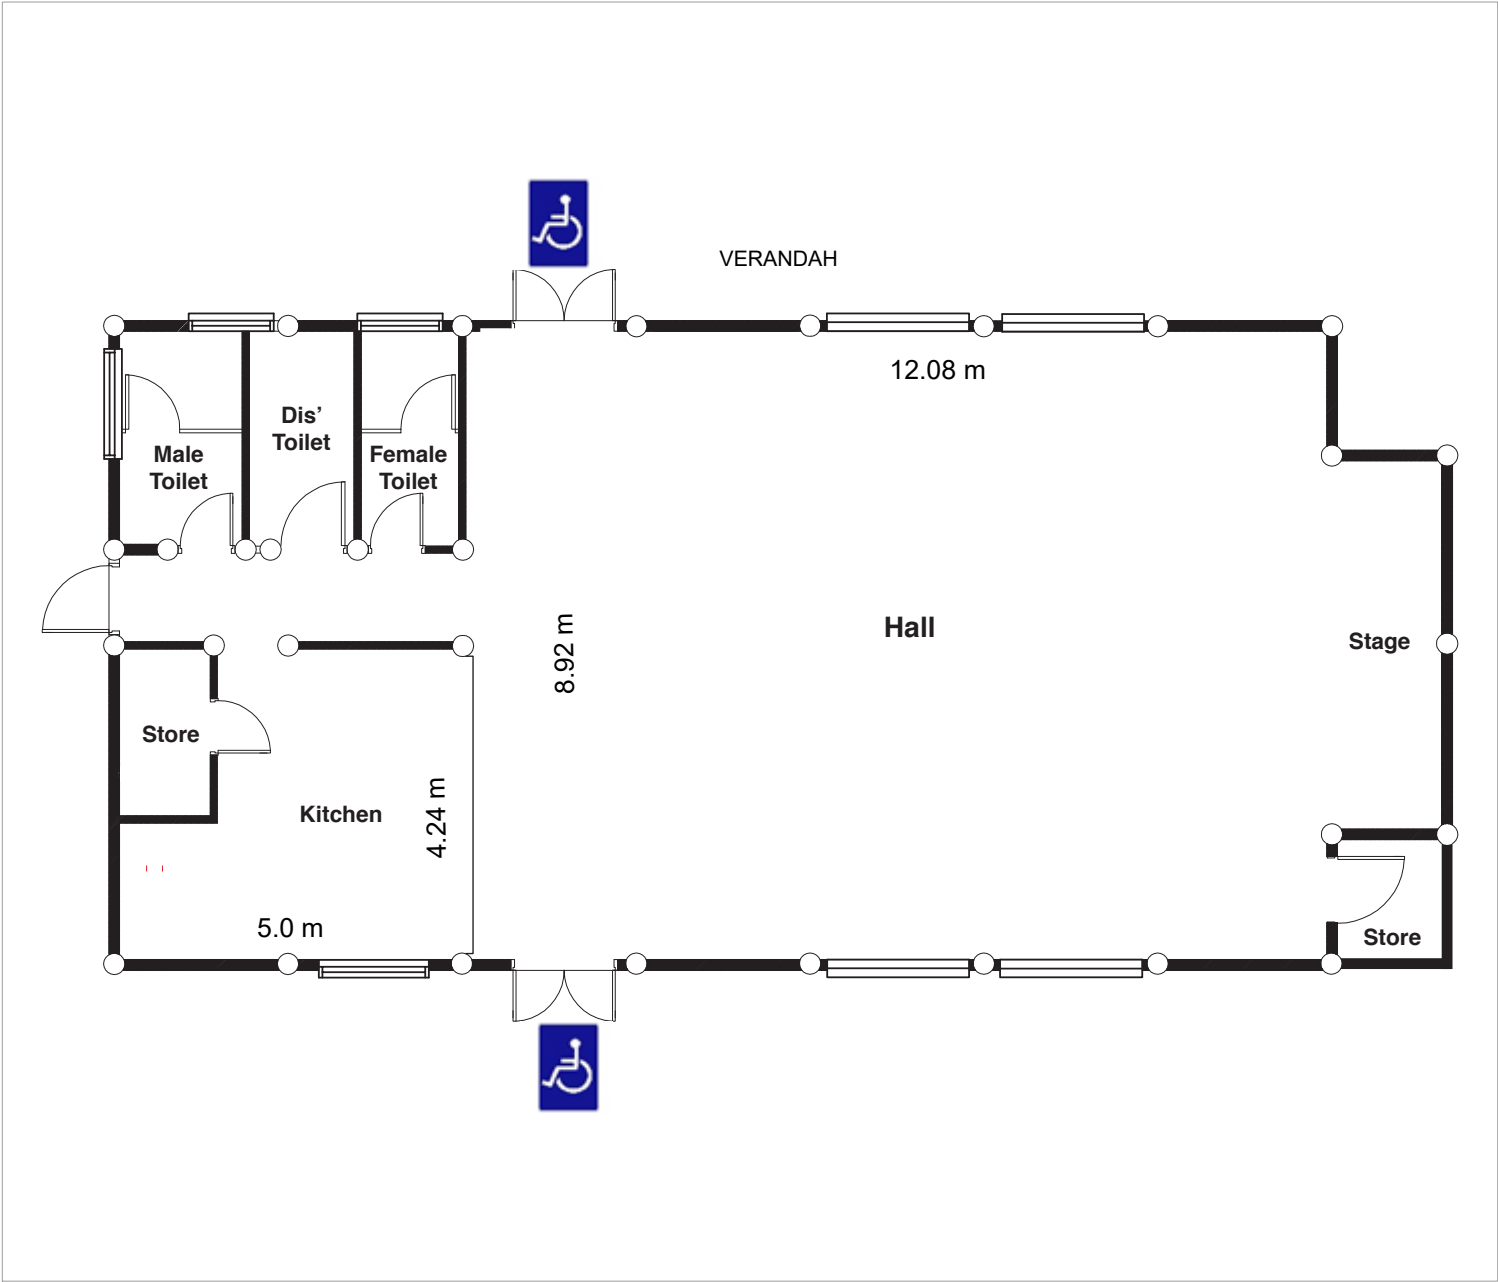 VERANDAH
12.08 m
Dis’
Toilet
Male
Toilet
Female
Toilet
8.92 m
Hall
Stage
Store
Kitchen
4.24 m
5.0 m
Store